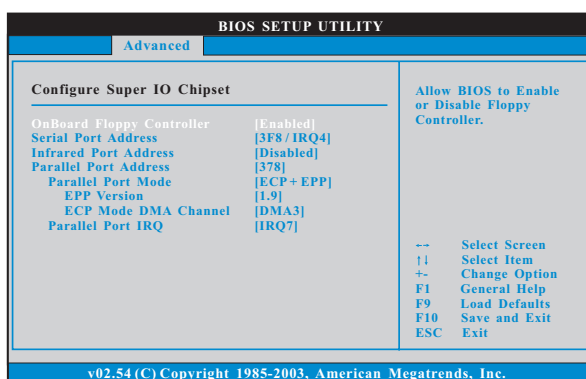 BIOS SETUP UTILITY
Advanced
Configure Super IO Chipset
OnBoard Floppy Controller [Enabled]
Serial Port Address [3F8 / IRQ4]
Infrared Port Address [Disabled]
Parallel Port Address [378]
Parallel Port Mode [ECP + EPP]
EPP Version [1.9]
ECP Mode DMA Channel [DMA3]
Parallel Port IRQ [IRQ7]
Allow BIOS to Enable
or Disable Floppy
Controller.
←→ Select Screen
↑↓ Select Item
+- Change Option
F1 General Help
F9 Load Defaults
F10 Save and Exit
ESC Exit
v02.54 (C) Copyright 1985-2003, American Megatrends, Inc.